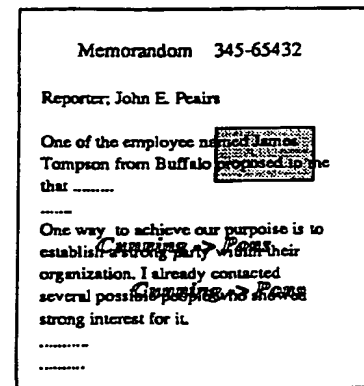 Memorandom 345-65432
Reporter; John E. Peairs
One of the employee named James
Tompson from Buffalo proposed to me
that .........
.......
One way to achieve our purpoise is to
establish a strong party within their
Cunning -> Pons
organization. I already contacted
several possible people who showed
Cunning -> Pons
strong interest for it.
...........
..........